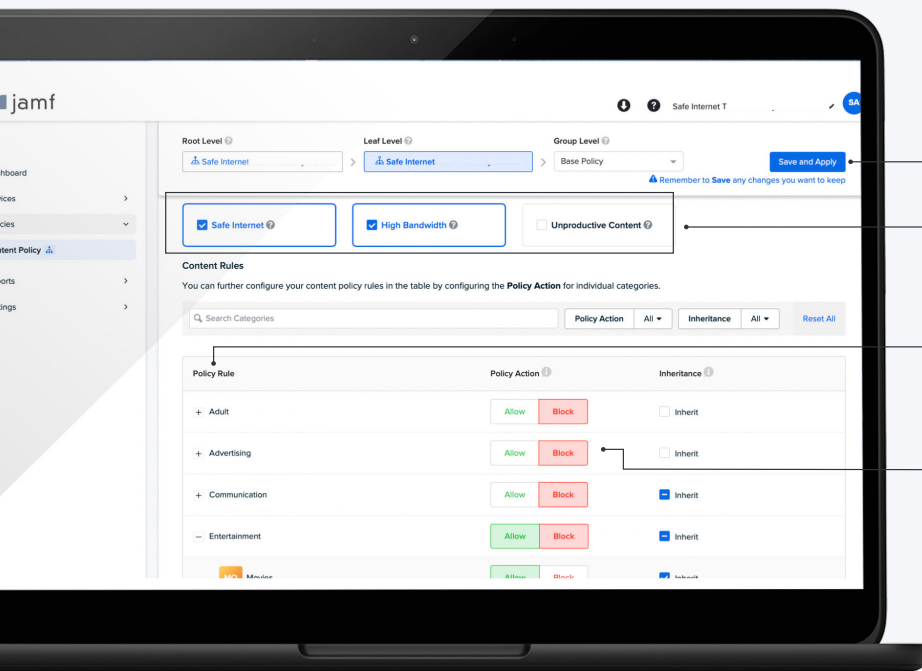 jamf
Safe Internet T
SA
Root Level
Leaf Level
Group Level
Safe Internet
>
Safe Internet
>
Base Policy
Save and Apply
Remember to Save any changes you want to keep
hboard
ices
cies
tent Policy
orts
ings
Safe Internet
High Bandwidth
Unproductive Content
Content Rules
You can further configure your content policy rules in the table by configuring the Policy Action for individual categories.
Search Categories
Policy Action
All
Inheritance
All
Reset All
Policy Rule
Policy Action
Inheritance
+ Adult
Allow
Block
Inherit
+ Advertising
Allow
Block
Inherit
+ Communication
Allow
Block
Inherit
– Entertainment
Allow
Block
Inherit
MO
Movies
Allow
Block
Inherit